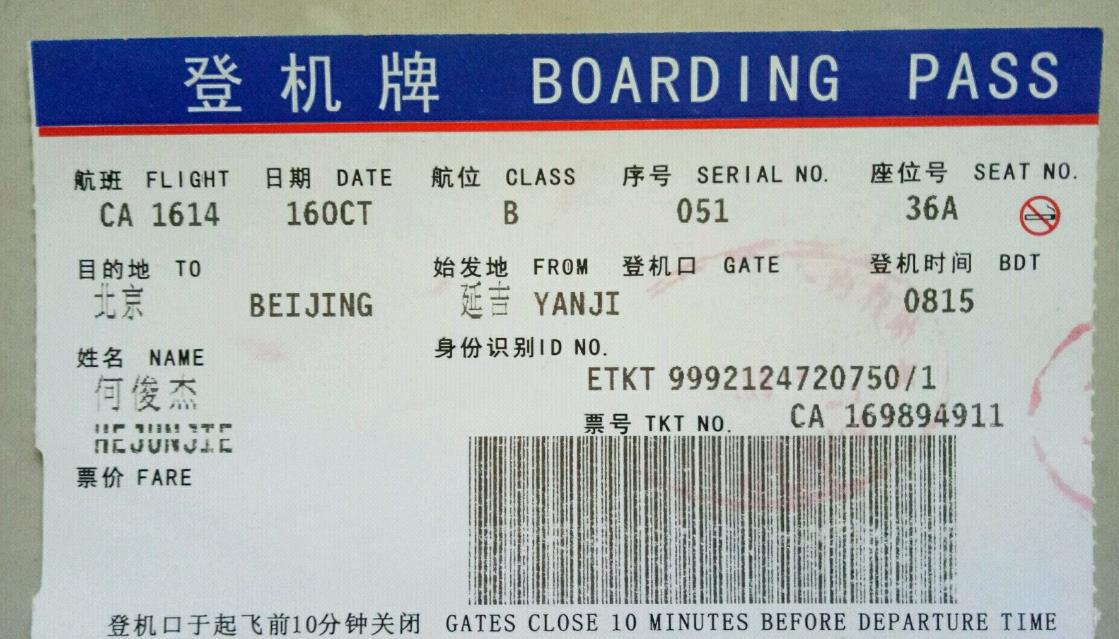 登机牌 BOARDING PASS
航班 FLIGHT 日期 DATE 航位 CLASS 序号 SERIAL NO. 座位号 SEAT NO.
CA 1614 16OCT B 051 36A
目的地 TO 始发地 FROM 登机口 GATE 登机时间 BDT
北京 BEIJING 延吉 YANJI 0815
姓名 NAME 身份识别ID NO.
何俊杰 ETKT 9992124720750/1
票号 TKT NO. CA 169894911
HEJUNJIE
票价 FARE
登机口于起飞前10分钟关闭 GATES CLOSE 10 MINUTES BEFORE DEPARTURE TIME